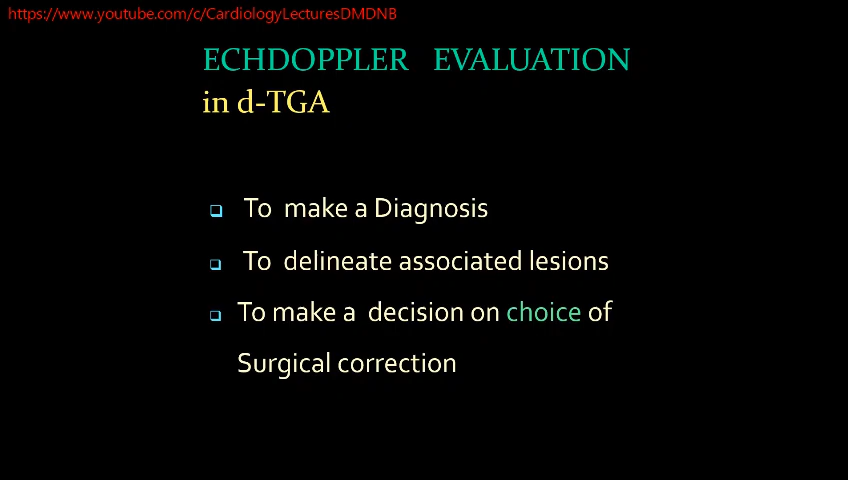 https://www.youtube.com/c/CardiologyLecturesDMDNB
ECHDOPPLER EVALUATION
in d-TGA
❑ To make a Diagnosis
❑ To delineate associated lesions
❑ To make a decision on choice of
Surgical correction